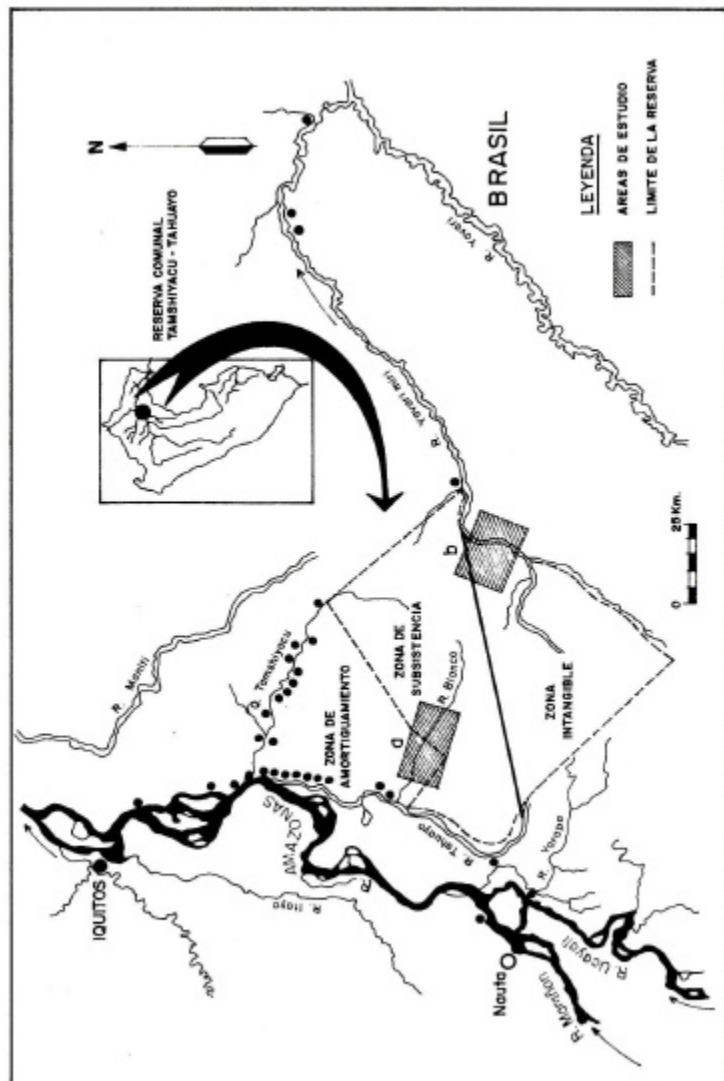 IQUITOS
R. Maniti
RESERVA COMUNAL
TAMSHIYACU - TAHUAYO
N
R. Itaya
Q. Tamshiyacu
R. AMAZONAS
ZONA DE
AMORTIGUAMIENTO
R. Tahuayo
a
ZONA DE
SUBSISTENCIA
R. Blanco
R. Yavari miri
BRASIL
R. Yavari
b
Nauta
R. Marañon
R. Ucayali
R. Yarapa
ZONA
INTANGIBLE
0 25 Km.
LEYENDA
AREAS DE ESTUDIO
LIMITE DE LA RESERVA